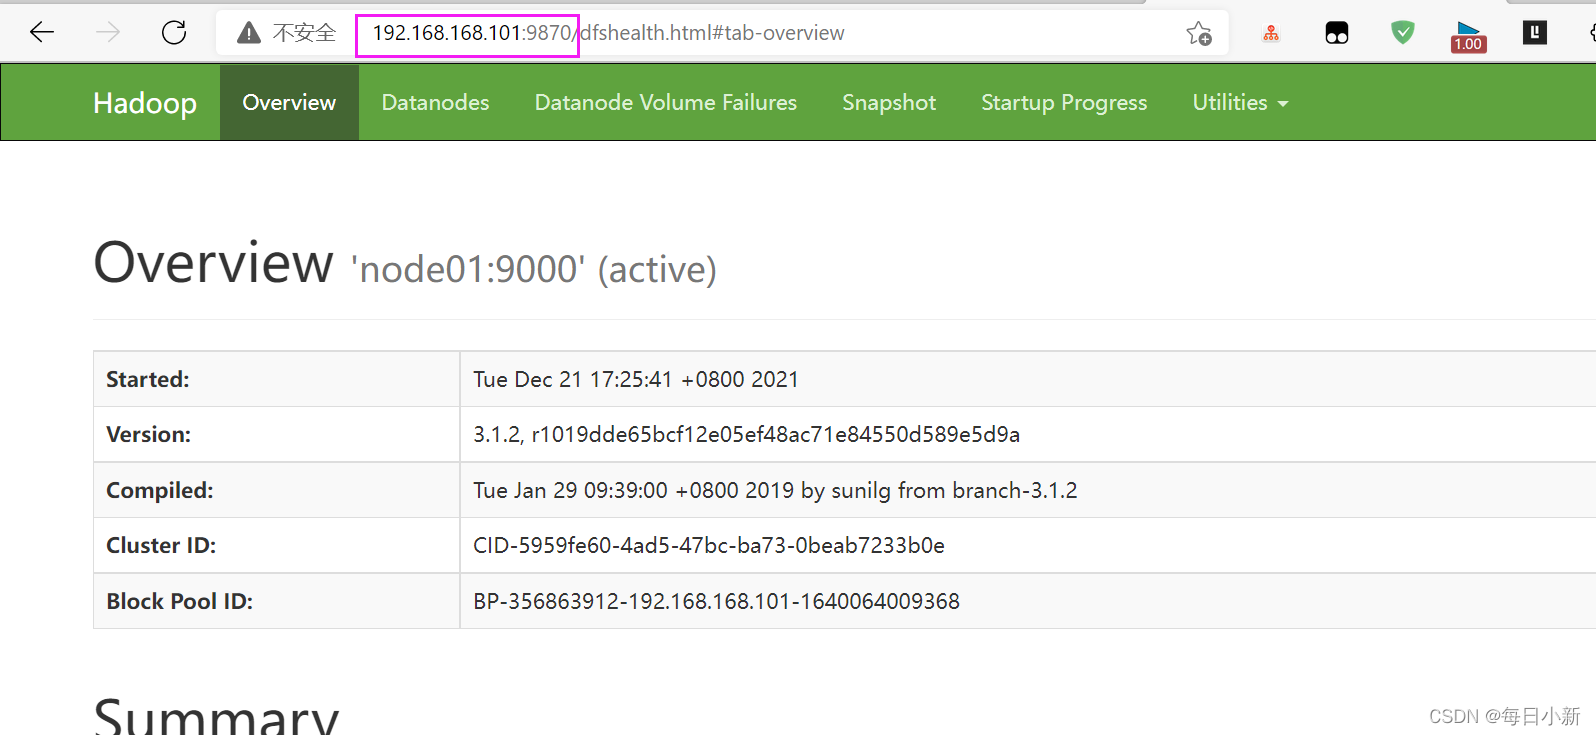 不安全 192.168.168.101:9870/dfshealth.html#tab-overview
1.00
Hadoop Overview Datanodes Datanode Volume Failures Snapshot Startup Progress Utilities
Overview 'node01:9000' (active)
Started: Tue Dec 21 17:25:41 +0800 2021
Version: 3.1.2, r1019dde65bcf12e05ef48ac71e84550d589e5d9a
Compiled: Tue Jan 29 09:39:00 +0800 2019 by sunilg from branch-3.1.2
Cluster ID: CID-5959fe60-4ad5-47bc-ba73-0beab7233b0e
Block Pool ID: BP-356863912-192.168.168.101-1640064009368
Summary
CSDN @每日小新